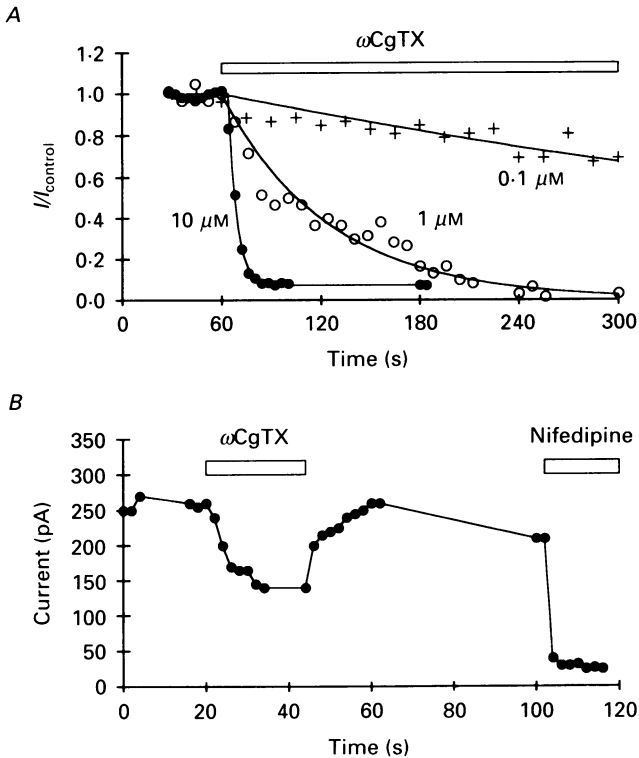 A
ωCgTX
I/Icontrol
1·2
1·0
0·8
0·6
0·4
0·2
0·0
10 μM
1 μM
0·1 μM
0 60 120 180 240 300
Time (s)
B
ωCgTX
Nifedipine
Current (pA)
350
300
250
200
150
100
50
0
0 20 40 60 80 100 120
Time (s)